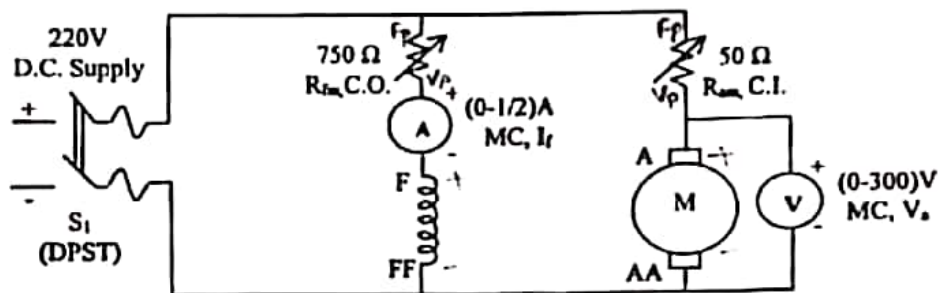 220V
D.C. Supply
+
-
S₁
(DPST)
FP
750 Ω
Rfm, C.O.
VP
+
A
(0-1/2)A
MC, If
-
F
+
FF
-
FP
50 Ω
Ram, C.I.
VP
A
+
M
AA
-
V
+
(0-300)V
MC, Va
-